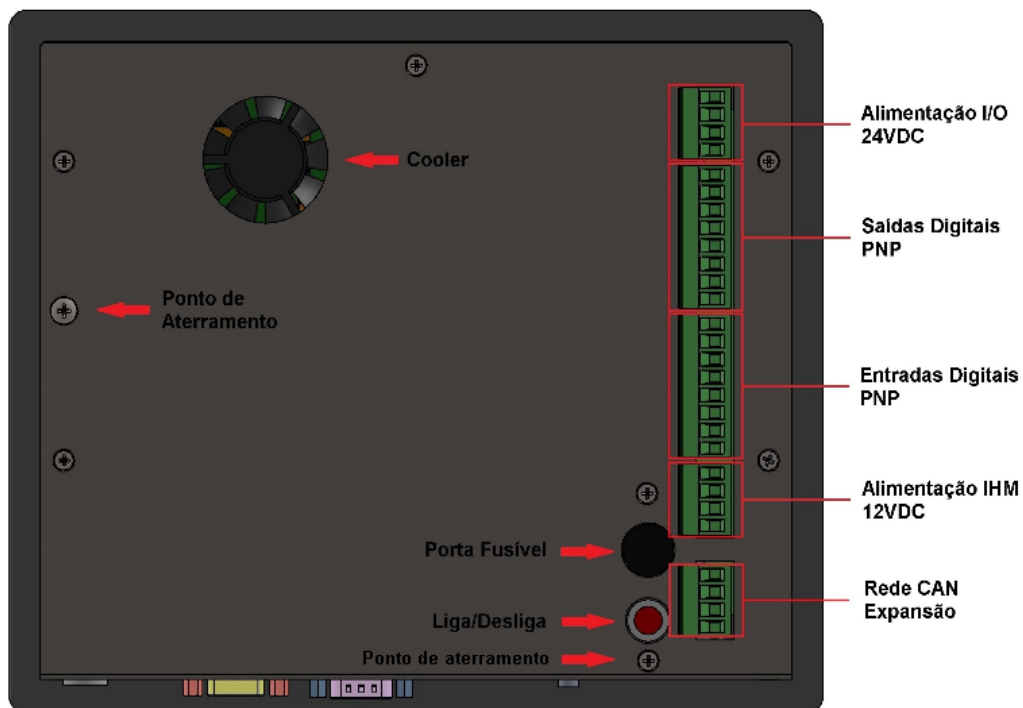 Alimentação I/O
24VDC
Cooler
Saídas Digitais
PNP
Ponto de
Aterramento
Entradas Digitais
PNP
Alimentação IHM
12VDC
Porta Fusível
Rede CAN
Expansão
Liga/Desliga
Ponto de aterramento